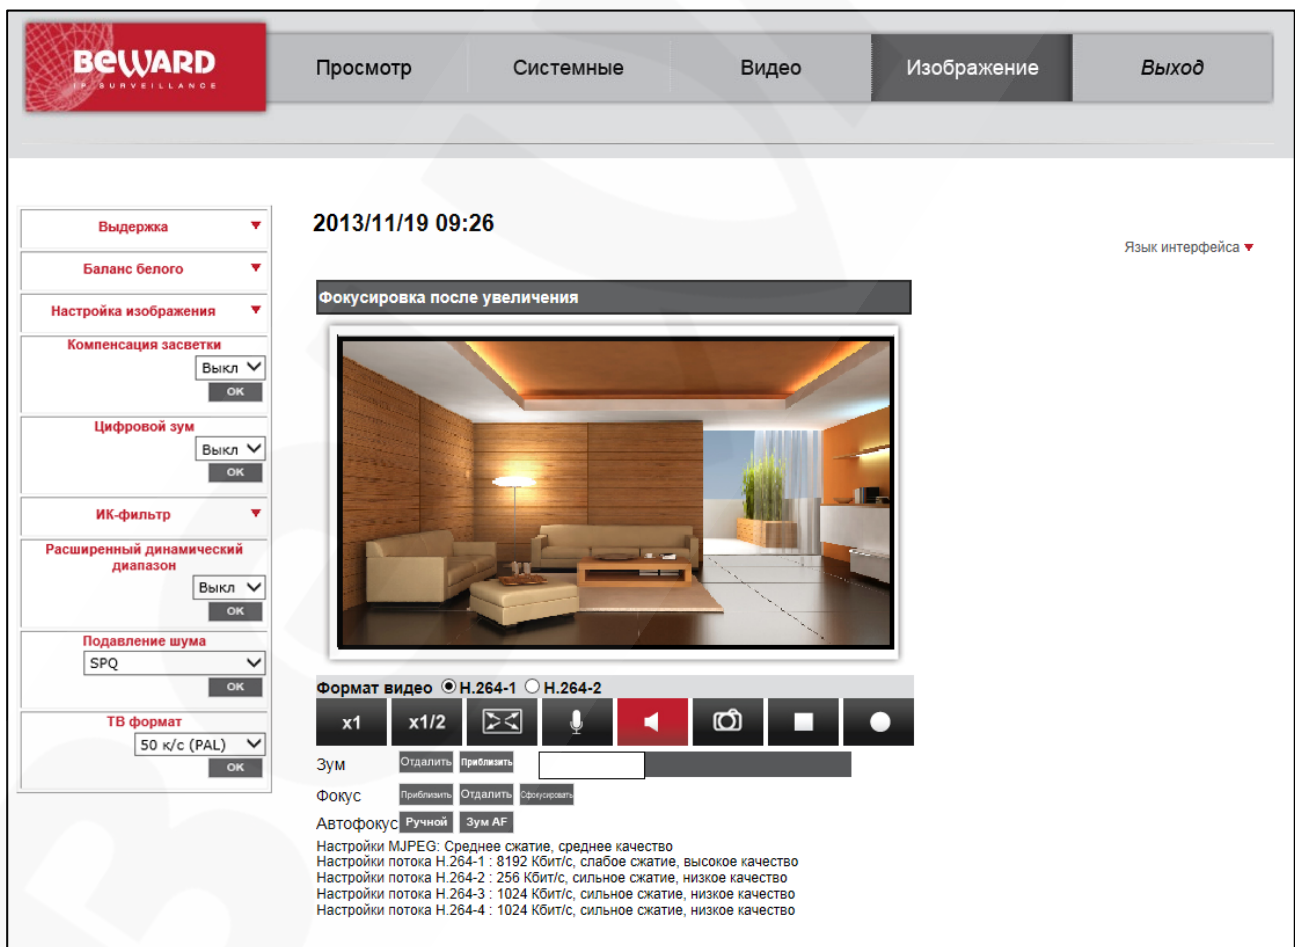 BEWARD
IP SURVEILLANCE
Просмотр
Системные
Видео
Изображение
Выход
2013/11/19 09:26
Язык интерфейса
Выдержка
Баланс белого
Настройка изображения
Компенсация засветки
Выкл
ОК
Цифровой зум
Выкл
ОК
ИК-фильтр
Расширенный динамический
диапазон
Выкл
ОК
Подавление шума
SPQ
ОК
ТВ формат
50 к/с (PAL)
ОК
Фокусировка после увеличения
Формат видео H.264-1 H.264-2
x1 x1/2
Зум Отдалить Приблизить
Фокус Приблизить Отдалить Сфокусировать
Автофокус Ручной Зум AF
Настройки MJPEG: Среднее сжатие, среднее качество
Настройки потока H.264-1 : 8192 Кбит/с, слабое сжатие, высокое качество
Настройки потока H.264-2 : 256 Кбит/с, сильное сжатие, низкое качество
Настройки потока H.264-3 : 1024 Кбит/с, сильное сжатие, низкое качество
Настройки потока H.264-4 : 1024 Кбит/с, сильное сжатие, низкое качество